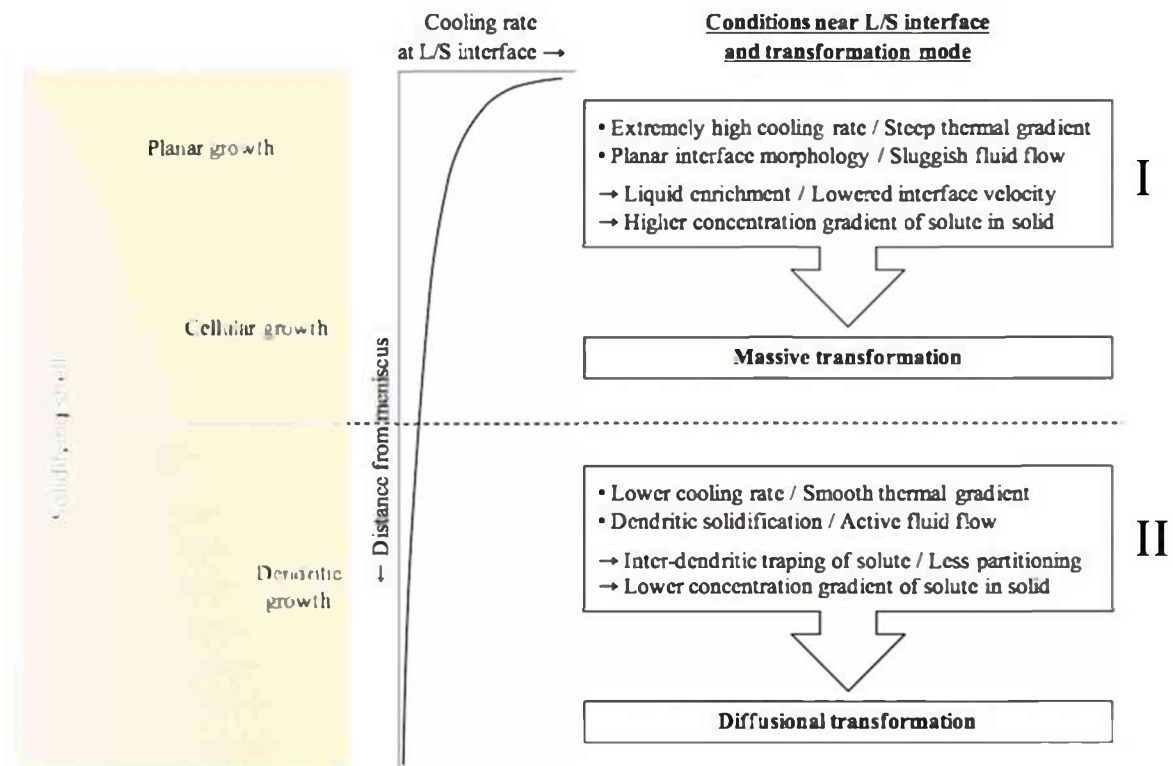 Cooling rate
at L/S interface →
Conditions near L/S interface
and transformation mode
Planar growth
Cellular growth
Dendritic
growth
Solidifying shell
← Distance from meniscus
• Extremely high cooling rate / Steep thermal gradient
• Planar interface morphology / Sluggish fluid flow
→ Liquid enrichment / Lowered interface velocity
→ Higher concentration gradient of solute in solid
I
Massive transformation
• Lower cooling rate / Smooth thermal gradient
• Dendritic solidification / Active fluid flow
→ Inter-dendritic traping of solute / Less partitioning
→ Lower concentration gradient of solute in solid
II
Diffusional transformation